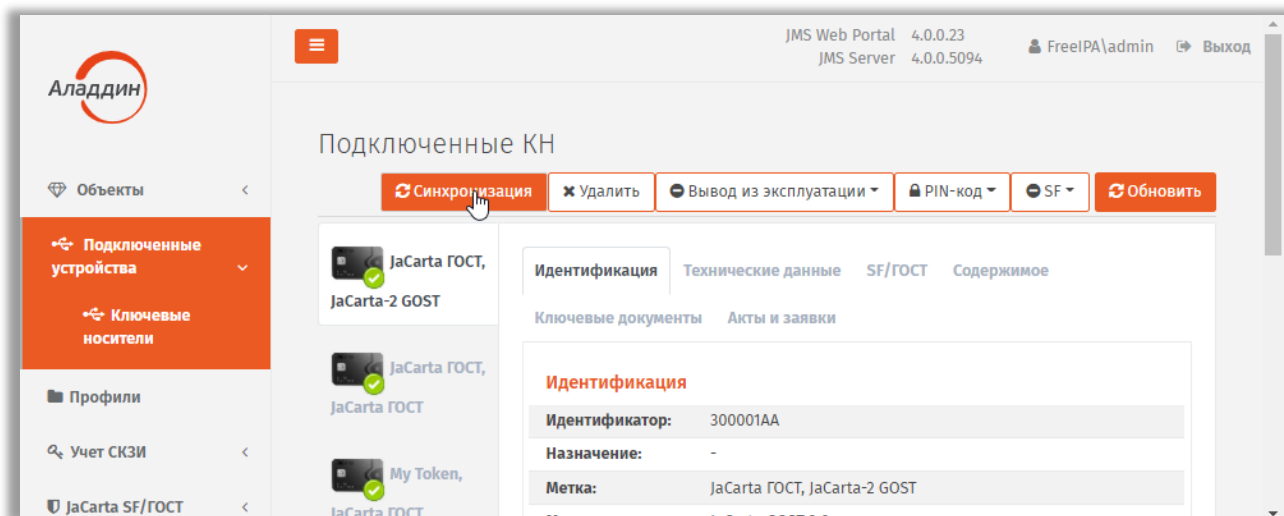 Аладдин
JMS Web Portal 4.0.0.23
JMS Server 4.0.0.5094
FreeIPA\admin
Выход
Подключенные КН
Синхронизация
Удалить
Вывод из эксплуатации
PIN-код
SF
Обновить
Объекты
Подключенные
устройства
Ключевые
носители
Профили
Учет СКЗИ
JaCarta SF/ГОСТ
JaCarta ГОСТ,
JaCarta-2 GOST
JaCarta ГОСТ,
JaCarta ГОСТ
My Token,
JaCarta ГОСТ
Идентификация Технические данные SF/ГОСТ Содержимое
Ключевые документы Акты и заявки
Идентификация
Идентификатор: 300001AA
Назначение: -
Метка: JaCarta ГОСТ, JaCarta-2 GOST